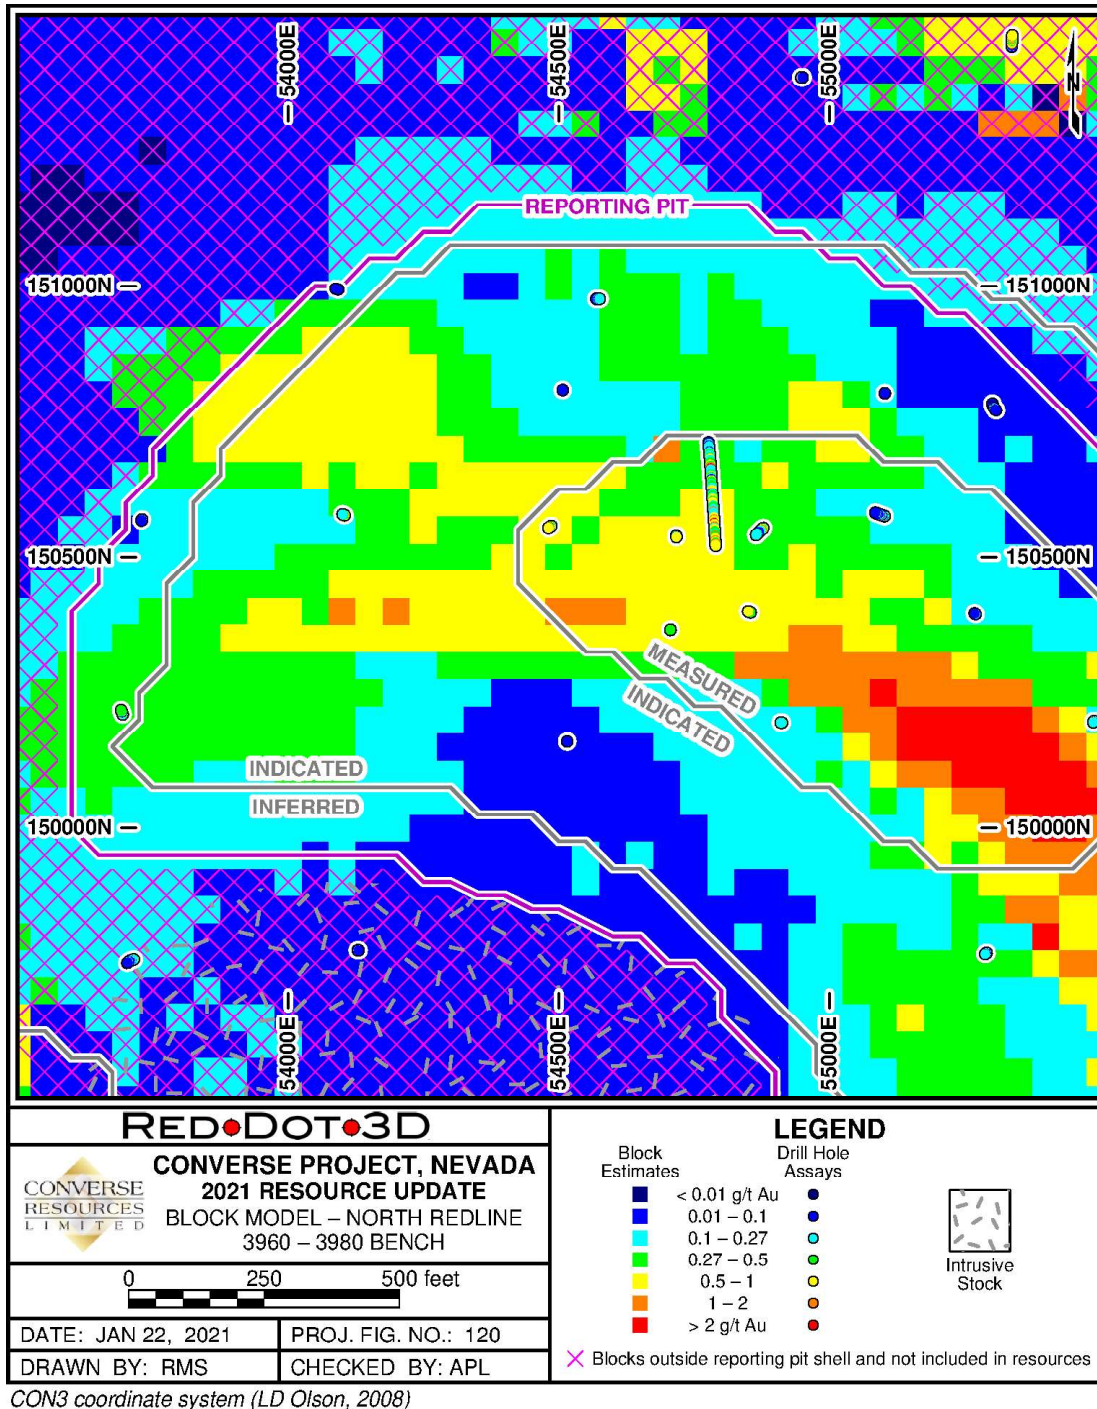 54000E
54500E
55000E
N
REPORTING PIT
151000N
151000N
150500N
150500N
MEASURED
INDICATED
INDICATED
INFERRED
150000N
150000N
54000E
54500E
55000E
RED DOT 3D
CONVERSE
RESOURCES
LIMITED
CONVERSE PROJECT, NEVADA
2021 RESOURCE UPDATE
BLOCK MODEL – NORTH REDLINE
3960 – 3980 BENCH
0 250 500 feet
DATE: JAN 22, 2021
PROJ. FIG. NO.: 120
DRAWN BY: RMS
CHECKED BY: APL
LEGEND
Block Estimates
Drill Hole Assays
< 0.01 g/t Au
0.01 – 0.1
0.1 – 0.27
0.27 – 0.5
0.5 – 1
1 – 2
> 2 g/t Au
Intrusive Stock
Blocks outside reporting pit shell and not included in resources
CON3 coordinate system (LD Olson, 2008)